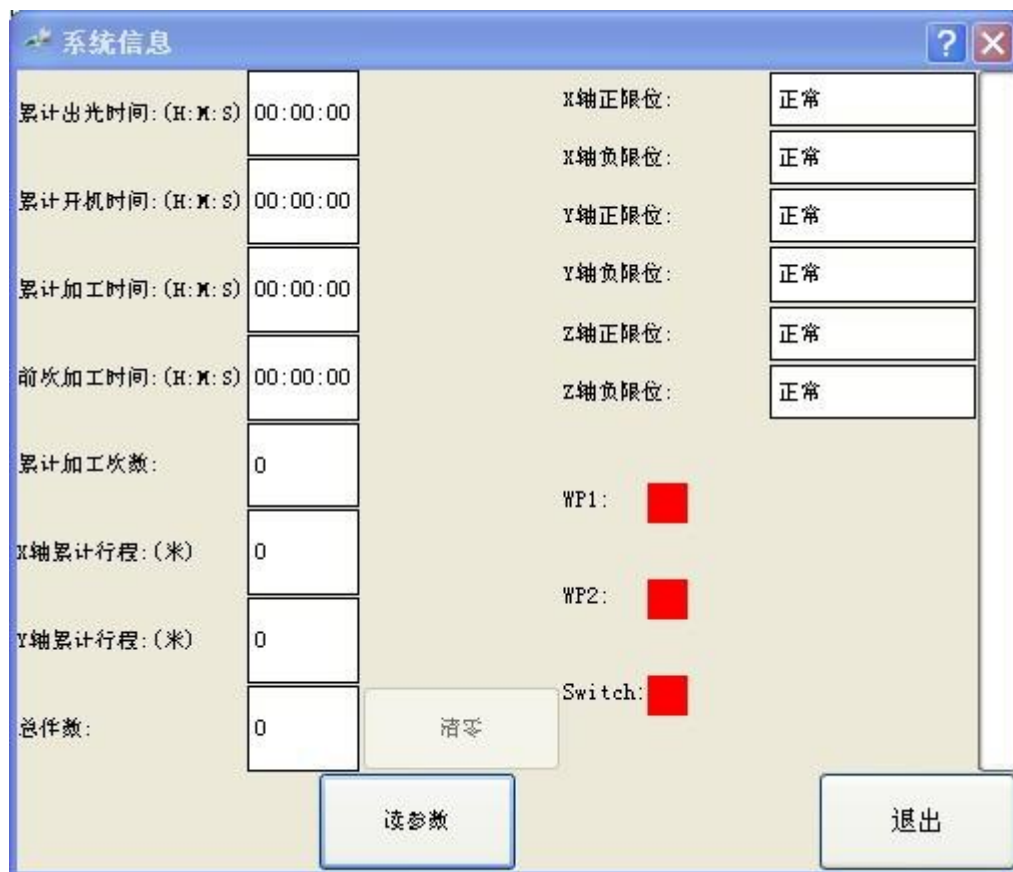 系统信息
累计出光时间:(H:M:S) 00:00:00
累计开机时间:(H:M:S) 00:00:00
累计加工时间:(H:M:S) 00:00:00
前次加工时间:(H:M:S) 00:00:00
累计加工次数: 0
X轴累计行程:(米) 0
Y轴累计行程:(米) 0
总件数: 0
清零
X轴正限位: 正常
X轴负限位: 正常
Y轴正限位: 正常
Y轴负限位: 正常
Z轴正限位: 正常
Z轴负限位: 正常
WP1:
WP2:
Switch:
读参数
退出